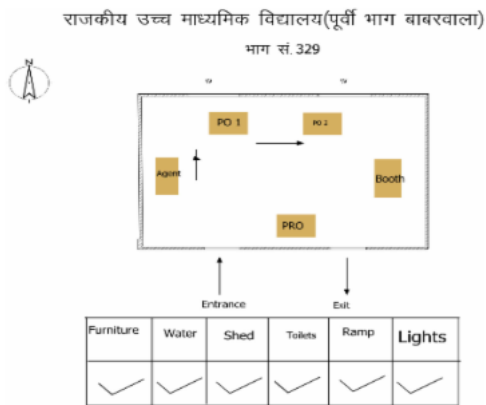 राजकीय उच्च माध्यमिक विद्यालय(पूर्वी भाग बाबरवाला)
भाग सं. 329
N
PO 1
PO 2
Agent
Booth
PRO
Entrance
Exit
Furniture Water Shed Toilets Ramp Lights